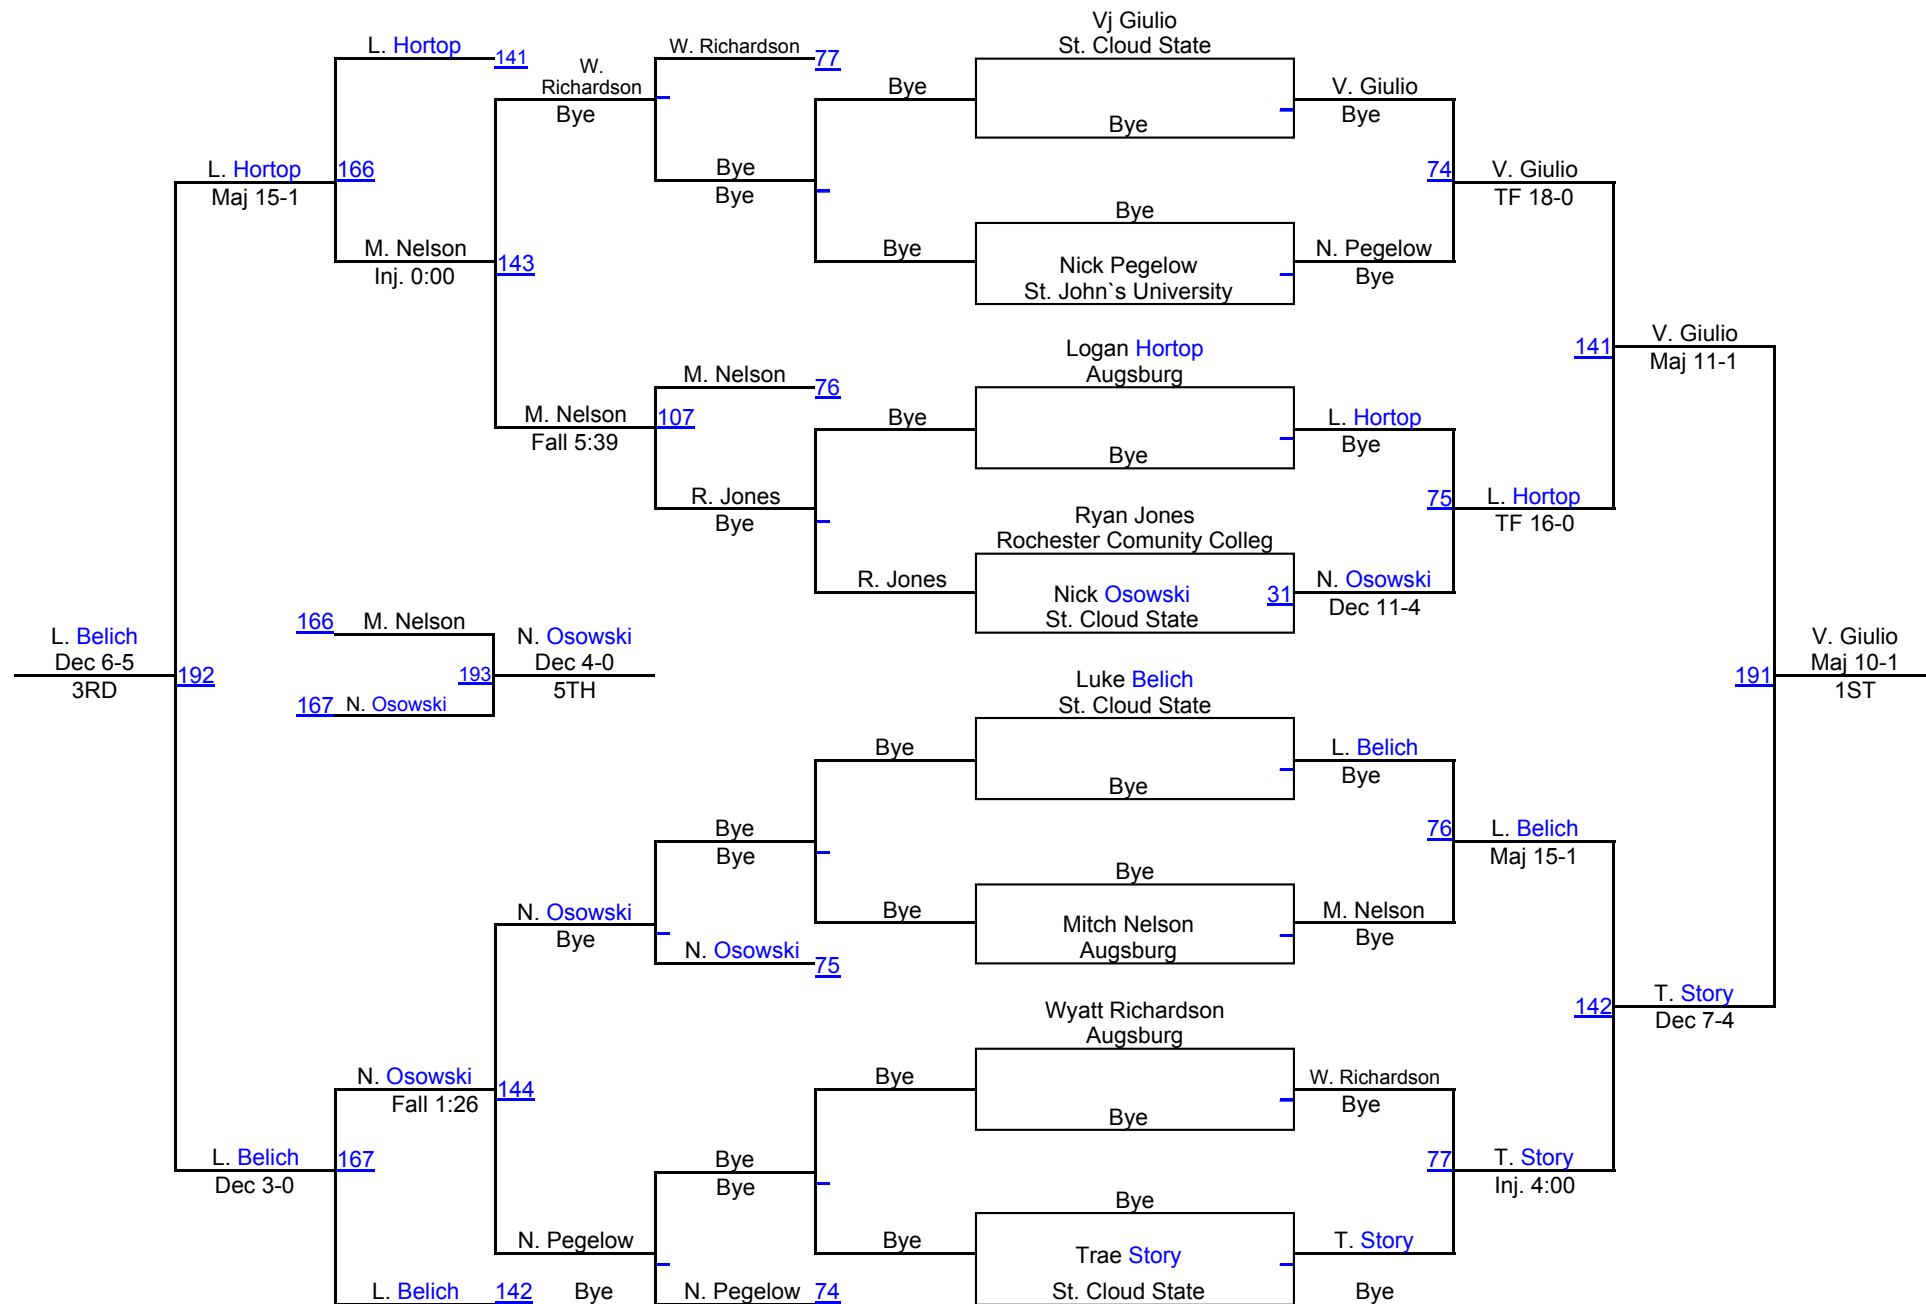 Vj Giulio
St. Cloud State
L. Hortop
141
W.
Richardson
Bye
W. Richardson
77
Bye
Bye
V. Giulio
Bye
L. Hortop
Maj 15-1
166
Bye
Bye
74
V. Giulio
TF 18-0
M. Nelson
Inj. 0:00
143
Bye
Bye
Nick Pegelow
St. John`s University
N. Pegelow
Bye
Logan Hortop
Augsburg
141
V. Giulio
Maj 11-1
M. Nelson
76
M. Nelson
Fall 5:39
107
Bye
Bye
L. Hortop
Bye
R. Jones
Bye
75
L. Hortop
TF 16-0
Ryan Jones
Rochester Comunity Colleg
R. Jones
Nick Osowski
St. Cloud State
31
N. Osowski
Dec 11-4
L. Belich
Dec 6-5
3RD
192
166
M. Nelson
167
N. Osowski
193
N. Osowski
Dec 4-0
5TH
191
V. Giulio
Maj 10-1
1ST
Luke Belich
St. Cloud State
Bye
Bye
L. Belich
Bye
Bye
Bye
76
L. Belich
Maj 15-1
Bye
Bye
Mitch Nelson
Augsburg
M. Nelson
Bye
N. Osowski
Bye
N. Osowski
75
142
T. Story
Dec 7-4
Wyatt Richardson
Augsburg
N. Osowski
Fall 1:26
144
Bye
Bye
W. Richardson
Bye
L. Belich
Dec 3-0
167
Bye
Bye
77
T. Story
Inj. 4:00
Bye
N. Pegelow
Bye
Trae Story
St. Cloud State
T. Story
Bye
L. Belich
142
Bye
N. Pegelow
74